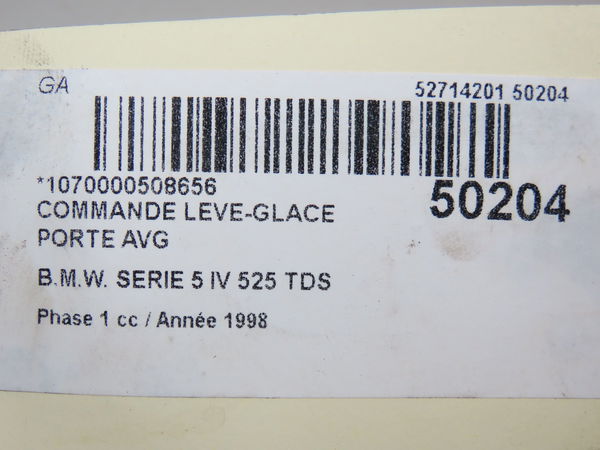 GA
52714201 50204
*1070000508656
50204
COMMANDE LEVE-GLACE
PORTE AVG
B.M.W. SERIE 5 IV 525 TDS
Phase 1 cc / Année 1998